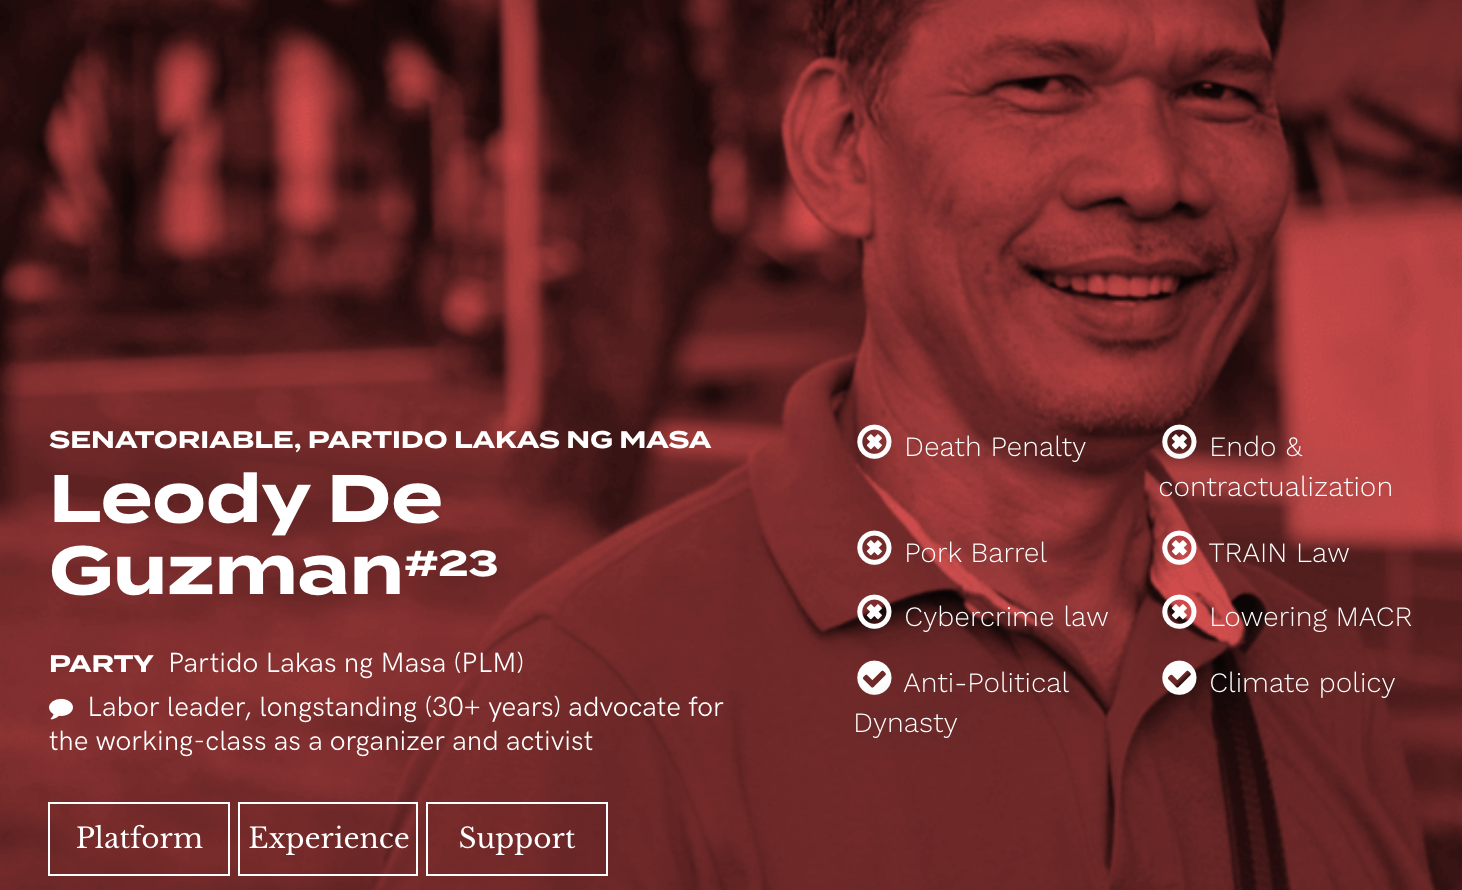 SENATORIABLE, PARTIDO LAKAS NG MASA
Leody De
Guzman#23
PARTY Partido Lakas ng Masa (PLM)
Labor leader, longstanding (30+ years) advocate for
the working-class as a organizer and activist
Platform
Experience
Support
Death Penalty
Endo &
contractualization
Pork Barrel
TRAIN Law
Cybercrime law
Lowering MACR
Anti-Political
Dynasty
Climate policy